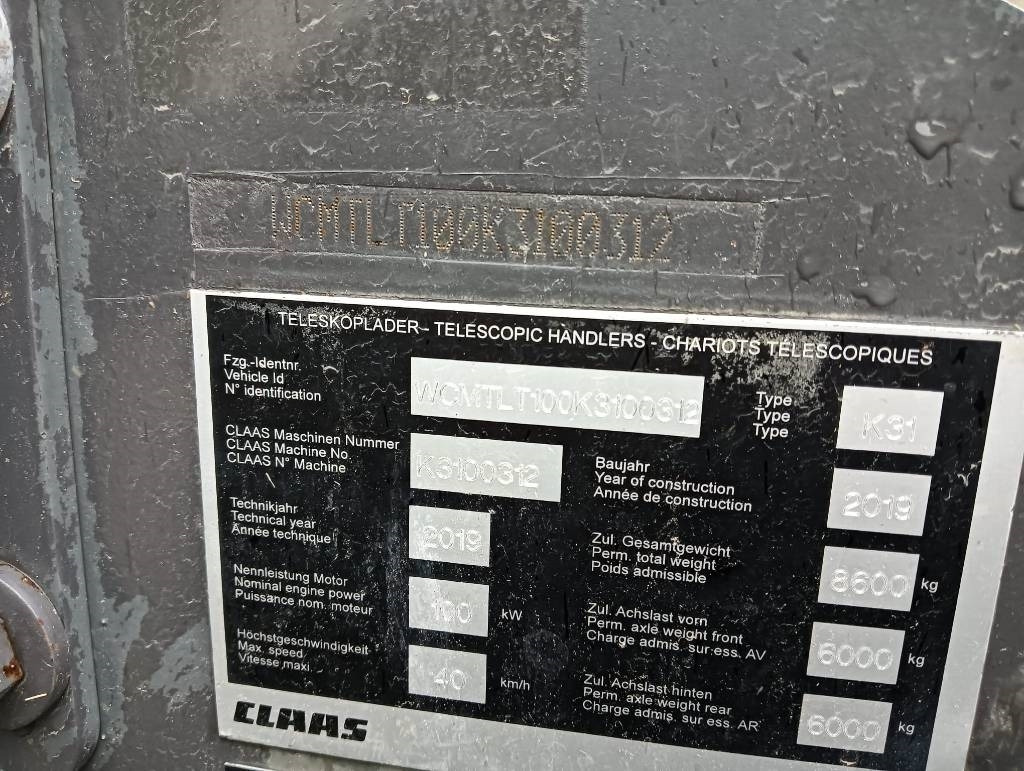 WCMTLT100K3100312
TELESKOPLADER - TELESCOPIC HANDLERS - CHARIOTS TELESCOPIQUES
Fzg.-Identnr.
Vehicle Id
N° identification
WCMTLT100K3100312
Type
Type
Type
K31
CLAAS Maschinen Nummer
CLAAS Machine No.
CLAAS N° Machine
K3100312
Baujahr
Year of construction
Année de construction
2019
Technikjahr
Technical year
Année technique
2019
Zul. Gesamtgewicht
Perm. total weight
Poids admissible
8600 kg
Nennleistung Motor
Nominal engine power
Puissance nom. moteur
100 kW
Zul. Achslast vorn
Perm. axle weight front
Charge admis. sur ess. AV
6000 kg
Höchstgeschwindigkeit
Max. speed
Vitesse maxi.
40 km/h
Zul. Achslast hinten
Perm. axle weight rear
Charge admis. sur ess. AR
6000 kg
CLAAS